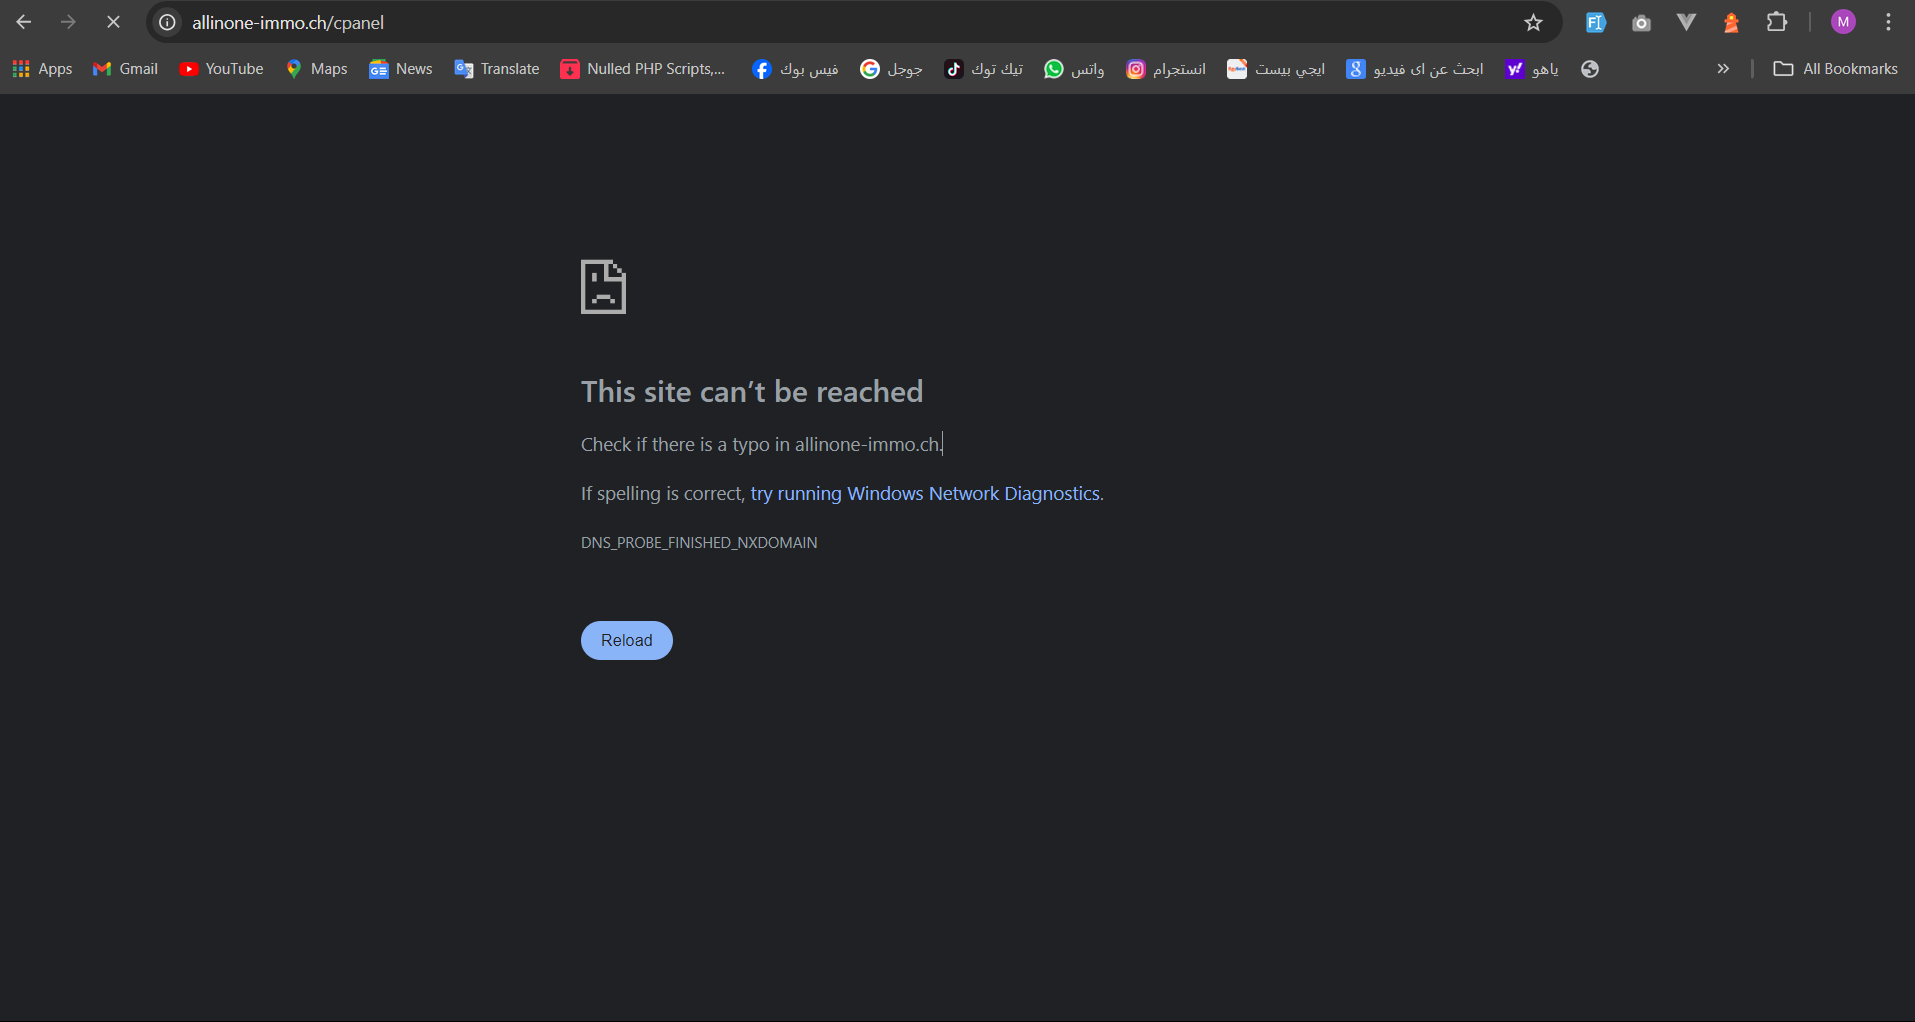 allinone-immo.ch/cpanel
M
Apps Gmail YouTube Maps News Translate Nulled PHP Scripts,... فيس بوك جوجل تيك توك واتس انستجرام ايجي بيست ابحث عن اى فيديو ياهو » All Bookmarks
This site can’t be reached
Check if there is a typo in allinone-immo.ch.
If spelling is correct, try running Windows Network Diagnostics.
DNS_PROBE_FINISHED_NXDOMAIN
Reload